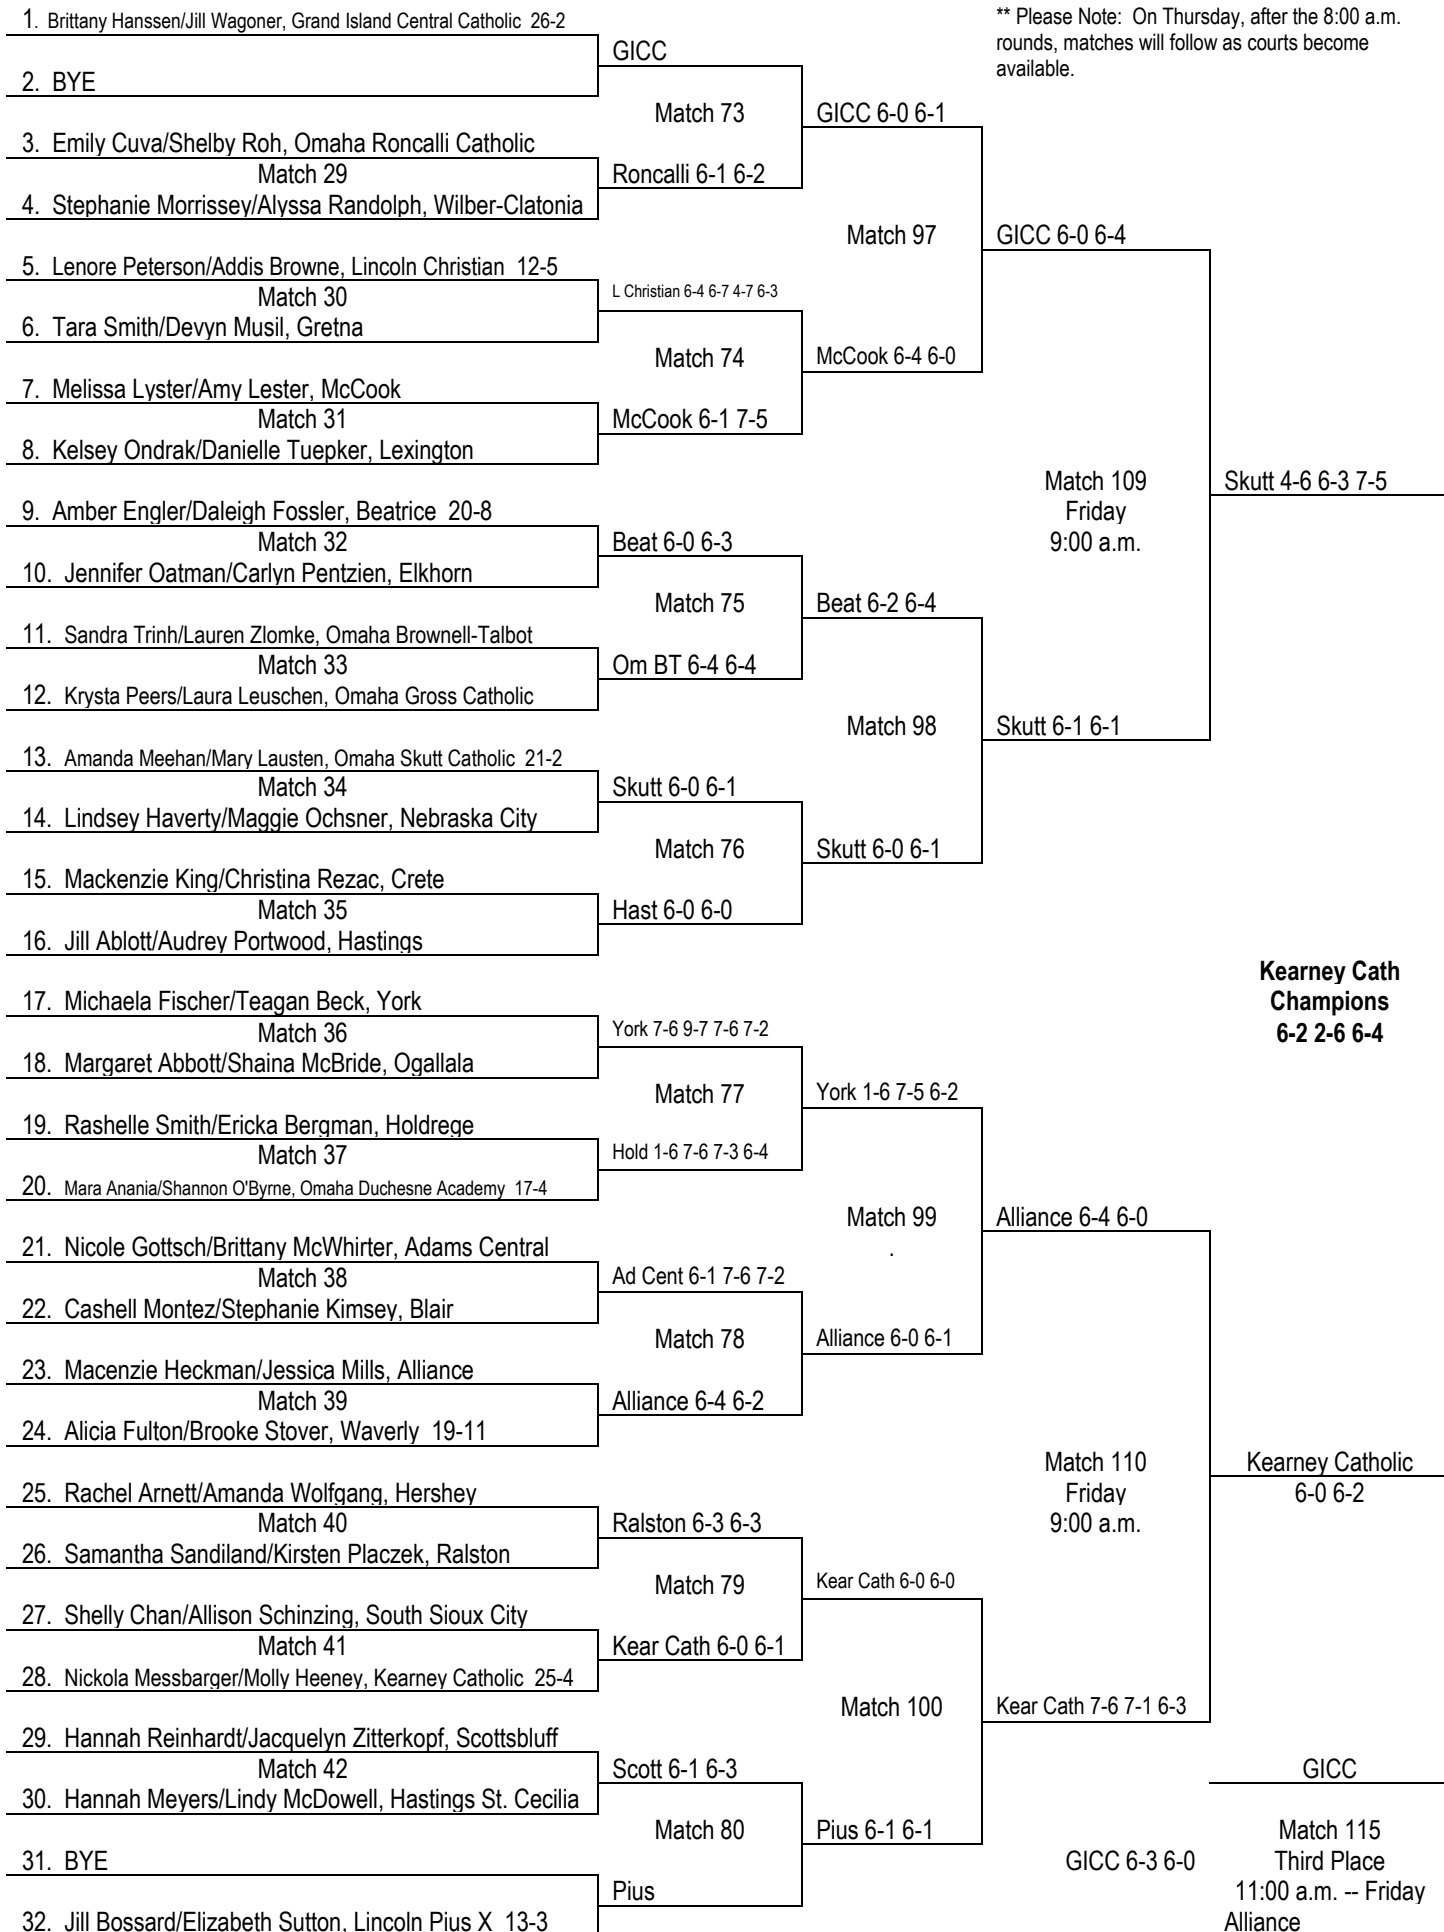 1. Brittany Hanssen/Jill Wagoner, Grand Island Central Catholic 26-2
** Please Note: On Thursday, after the 8:00 a.m.
rounds, matches will follow as courts become
available.
GICC
2. BYE
Match 73
GICC 6-0 6-1
3. Emily Cuva/Shelby Roh, Omaha Roncalli Catholic
Match 29
Roncalli 6-1 6-2
4. Stephanie Morrissey/Alyssa Randolph, Wilber-Clatonia
Match 97
GICC 6-0 6-4
5. Lenore Peterson/Addis Browne, Lincoln Christian 12-5
Match 30
L Christian 6-4 6-7 4-7 6-3
6. Tara Smith/Devyn Musil, Gretna
Match 74
McCook 6-4 6-0
7. Melissa Lyster/Amy Lester, McCook
Match 31
McCook 6-1 7-5
8. Kelsey Ondrak/Danielle Tuepker, Lexington
Match 109
Friday
9:00 a.m.
Skutt 4-6 6-3 7-5
9. Amber Engler/Daleigh Fossler, Beatrice 20-8
Match 32
Beat 6-0 6-3
10. Jennifer Oatman/Carlyn Pentzien, Elkhorn
Match 75
Beat 6-2 6-4
11. Sandra Trinh/Lauren Zlomke, Omaha Brownell-Talbot
Match 33
Om BT 6-4 6-4
12. Krysta Peers/Laura Leuschen, Omaha Gross Catholic
Match 98
Skutt 6-1 6-1
13. Amanda Meehan/Mary Lausten, Omaha Skutt Catholic 21-2
Match 34
Skutt 6-0 6-1
14. Lindsey Haverty/Maggie Ochsner, Nebraska City
Match 76
Skutt 6-0 6-1
15. Mackenzie King/Christina Rezac, Crete
Match 35
Hast 6-0 6-0
16. Jill Ablott/Audrey Portwood, Hastings
Kearney Cath
Champions
6-2 2-6 6-4
17. Michaela Fischer/Teagan Beck, York
Match 36
York 7-6 9-7 7-6 7-2
18. Margaret Abbott/Shaina McBride, Ogallala
Match 77
York 1-6 7-5 6-2
19. Rashelle Smith/Ericka Bergman, Holdrege
Match 37
Hold 1-6 7-6 7-3 6-4
20. Mara Anania/Shannon O'Byrne, Omaha Duchesne Academy 17-4
Match 99
.
Alliance 6-4 6-0
21. Nicole Gottsch/Brittany McWhirter, Adams Central
Match 38
Ad Cent 6-1 7-6 7-2
22. Cashell Montez/Stephanie Kimsey, Blair
Match 78
Alliance 6-0 6-1
23. Macenzie Heckman/Jessica Mills, Alliance
Match 39
Alliance 6-4 6-2
24. Alicia Fulton/Brooke Stover, Waverly 19-11
Match 110
Friday
9:00 a.m.
Kearney Catholic
6-0 6-2
25. Rachel Arnett/Amanda Wolfgang, Hershey
Match 40
Ralston 6-3 6-3
26. Samantha Sandiland/Kirsten Placzek, Ralston
Match 79
Kear Cath 6-0 6-0
27. Shelly Chan/Allison Schinzing, South Sioux City
Match 41
Kear Cath 6-0 6-1
28. Nickola Messbarger/Molly Heeney, Kearney Catholic 25-4
Match 100
Kear Cath 7-6 7-1 6-3
29. Hannah Reinhardt/Jacquelyn Zitterkopf, Scottsbluff
Match 42
Scott 6-1 6-3
30. Hannah Meyers/Lindy McDowell, Hastings St. Cecilia
Match 80
Pius 6-1 6-1
31. BYE
Pius
32. Jill Bossard/Elizabeth Sutton, Lincoln Pius X 13-3
GICC
GICC 6-3 6-0
Match 115
Third Place
11:00 a.m. -- Friday
Alliance